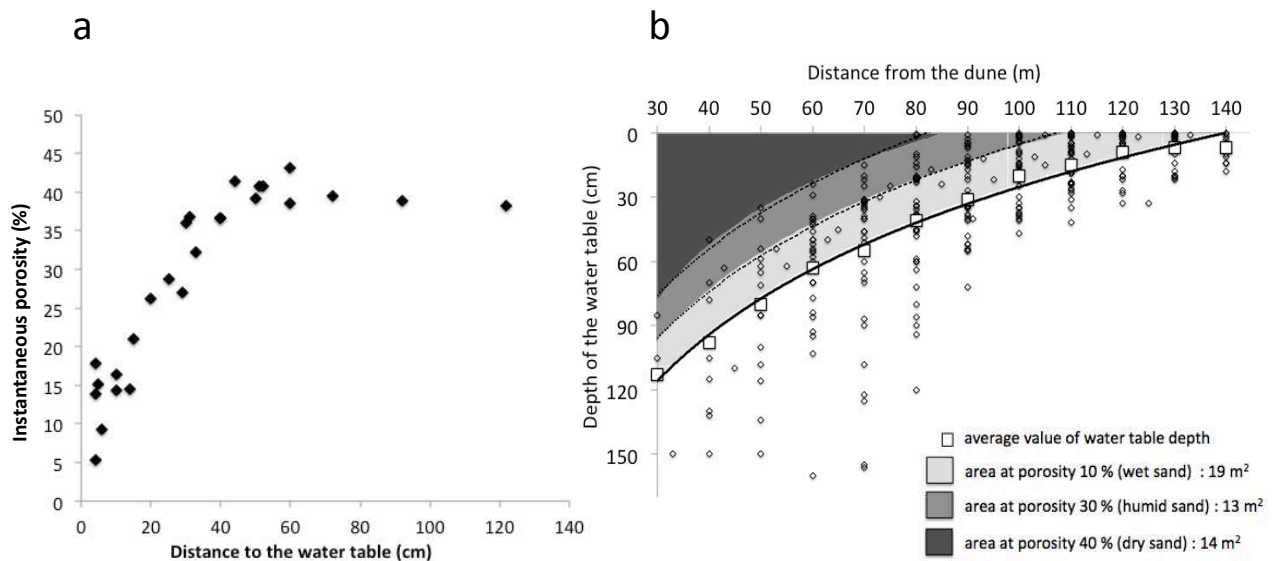 a
Instantaneous porosity (%)
50
45
40
35
30
25
20
15
10
5
0
0 20 40 60 80 100 120 140
Distance to the water table (cm)
b
Distance from the dune (m)
30 40 50 60 70 80 90 100 110 120 130 140
Depth of the water table (cm)
0
30
60
90
120
150
average value of water table depth
area at porosity 10 % (wet sand) : 19 m²
area at porosity 30 % (humid sand) : 13 m²
area at porosity 40 % (dry sand) : 14 m²